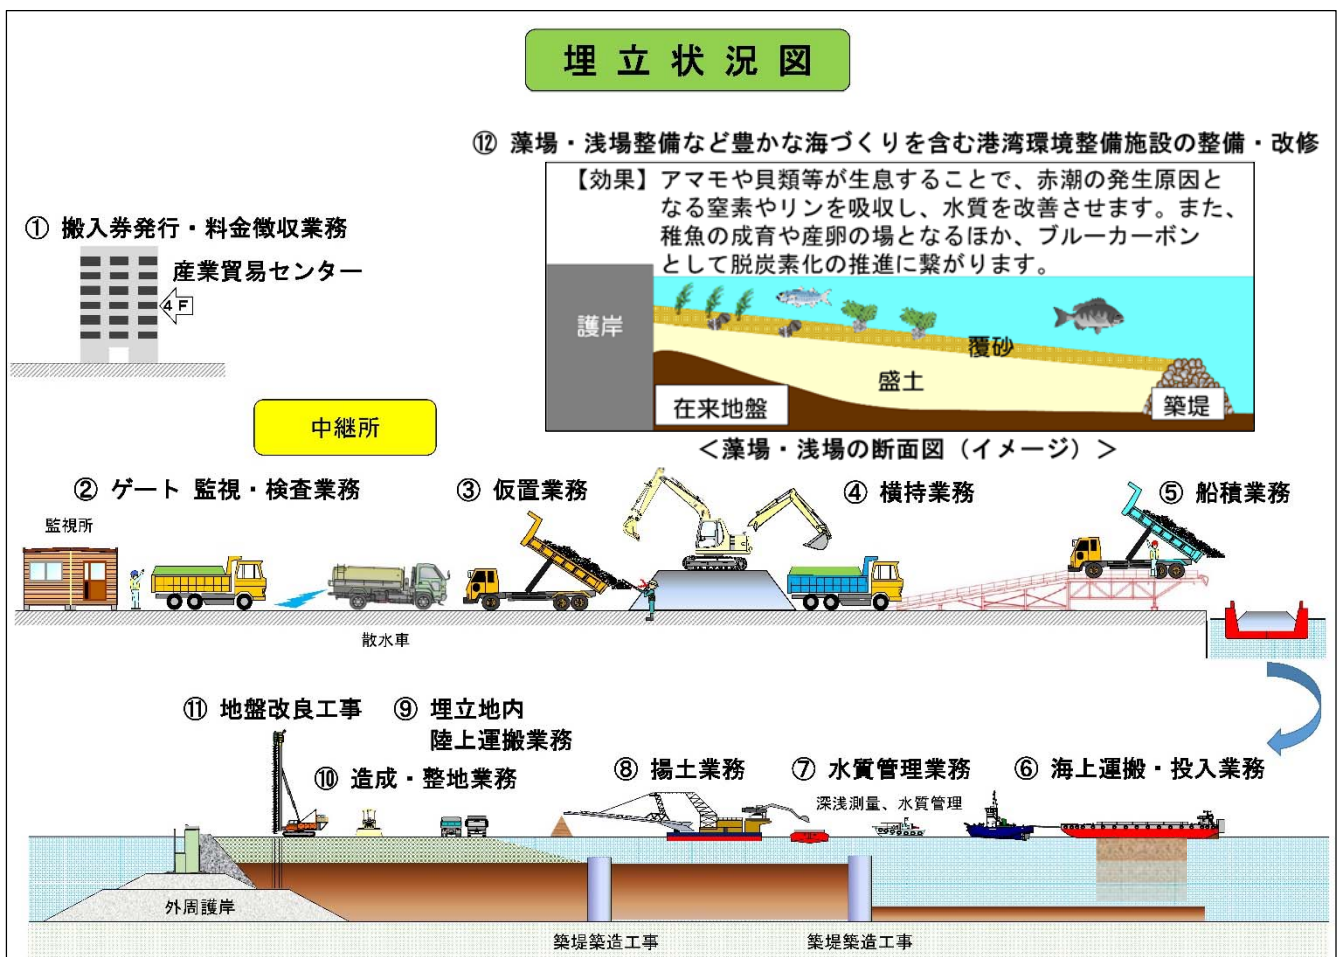 埋立状況図
⑫ 藻場・浅場整備など豊かな海づくりを含む港湾環境整備施設の整備・改修
【効果】アマモや貝類等が生息することで、赤潮の発生原因と
なる窒素やリンを吸収し、水質を改善させます。また、
稚魚の成育や産卵の場となるほか、ブルーカーボン
として脱炭素化の推進に繋がります。
護岸
覆砂
盛土
在来地盤
築堤
＜藻場・浅場の断面図（イメージ）＞
① 搬入券発行・料金徴収業務
産業貿易センター
4F
中継所
② ゲート 監視・検査業務
③ 仮置業務
④ 横持業務
⑤ 船積業務
監視所
散水車
⑪ 地盤改良工事
⑨ 埋立地内
陸上運搬業務
⑩ 造成・整地業務
⑧ 揚土業務
⑦ 水質管理業務
深浅測量、水質管理
⑥ 海上運搬・投入業務
外周護岸
築堤築造工事
築堤築造工事